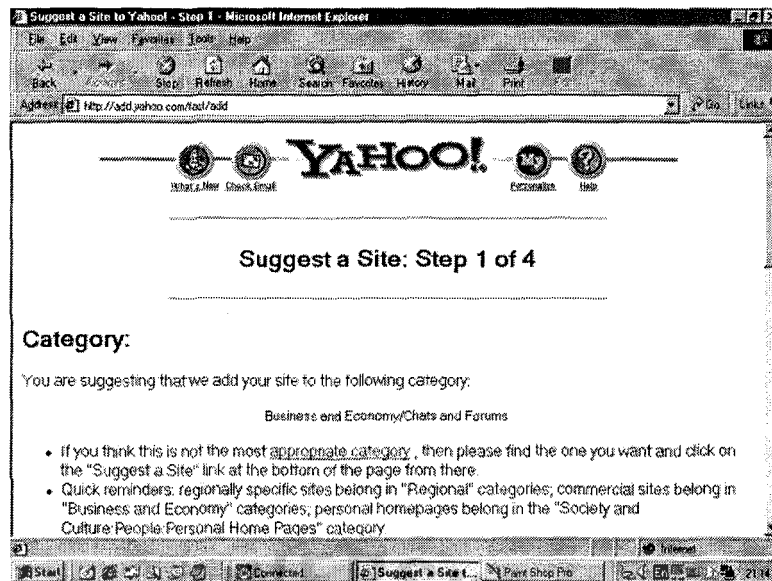 Suggest a Site to Yahoo! - Step 1 - Microsoft Internet Explorer
File Edit View Favorites Tools Help
Back Stop Refresh Home Search Favorites History Mail Print
Address http://add.yahoo.com/fast/add Go Links
YAHOO!
What's New Check Email Personalize Help
Suggest a Site: Step 1 of 4
Category:
You are suggesting that we add your site to the following category:
Business and Economy/Chats and Forums
• If you think this is not the most appropriate category , then please find the one you want and click on
the "Suggest a Site" link at the bottom of the page from there.
• Quick reminders: regionally specific sites belong in "Regional" categories; commercial sites belong in
"Business and Economy" categories; personal homepages belong in the "Society and
Culture:People:Personal Home Pages" category
Internet
Start Connected Suggest a Site t... Paint Shop Pro